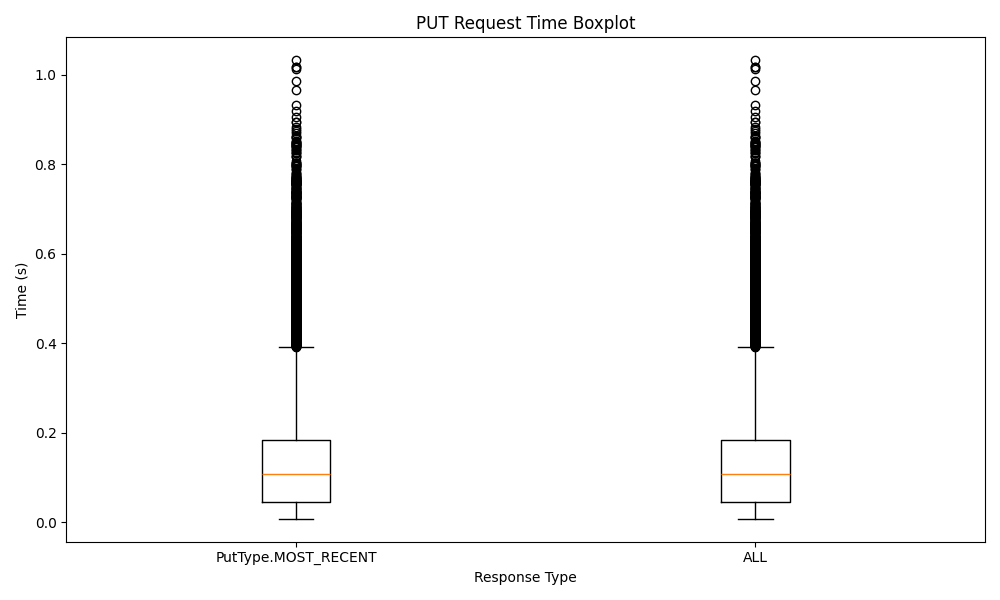 PUT Request Time Boxplot
1.0
0.8
0.6
0.4
0.2
0.0
Time (s)
PutType.MOST_RECENT
ALL
Response Type